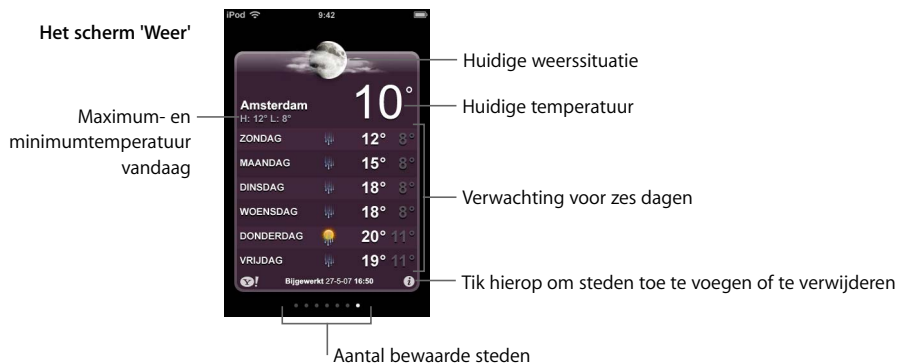 Het scherm 'Weer'
iPod 9:42
Huidige weerssituatie
Amsterdam
H: 12° L: 8°
10°
Huidige temperatuur
Maximum- en
minimumtemperatuur
vandaag
ZONDAG 12° 8°
MAANDAG 15° 8°
DINSDAG 18° 8°
WOENSDAG 18° 8°
DONDERDAG 20° 11°
VRIJDAG 19° 11°
Verwachting voor zes dagen
Y! Bijgewerkt 27-5-07 16:50 i
Tik hierop om steden toe te voegen of te verwijderen
Aantal bewaarde steden